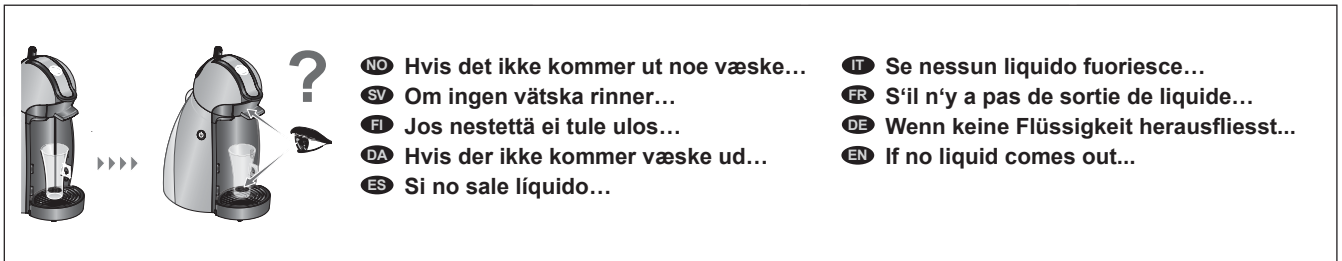 ?
NO Hvis det ikke kommer ut noe væske…
SV Om ingen vätska rinner…
FI Jos nestettä ei tule ulos…
DA Hvis der ikke kommer væske ud…
ES Si no sale líquido…
IT Se nessun liquido fuoriesce…
FR S‘il n‘y a pas de sortie de liquide…
DE Wenn keine Flüssigkeit herausfliesst...
EN If no liquid comes out...